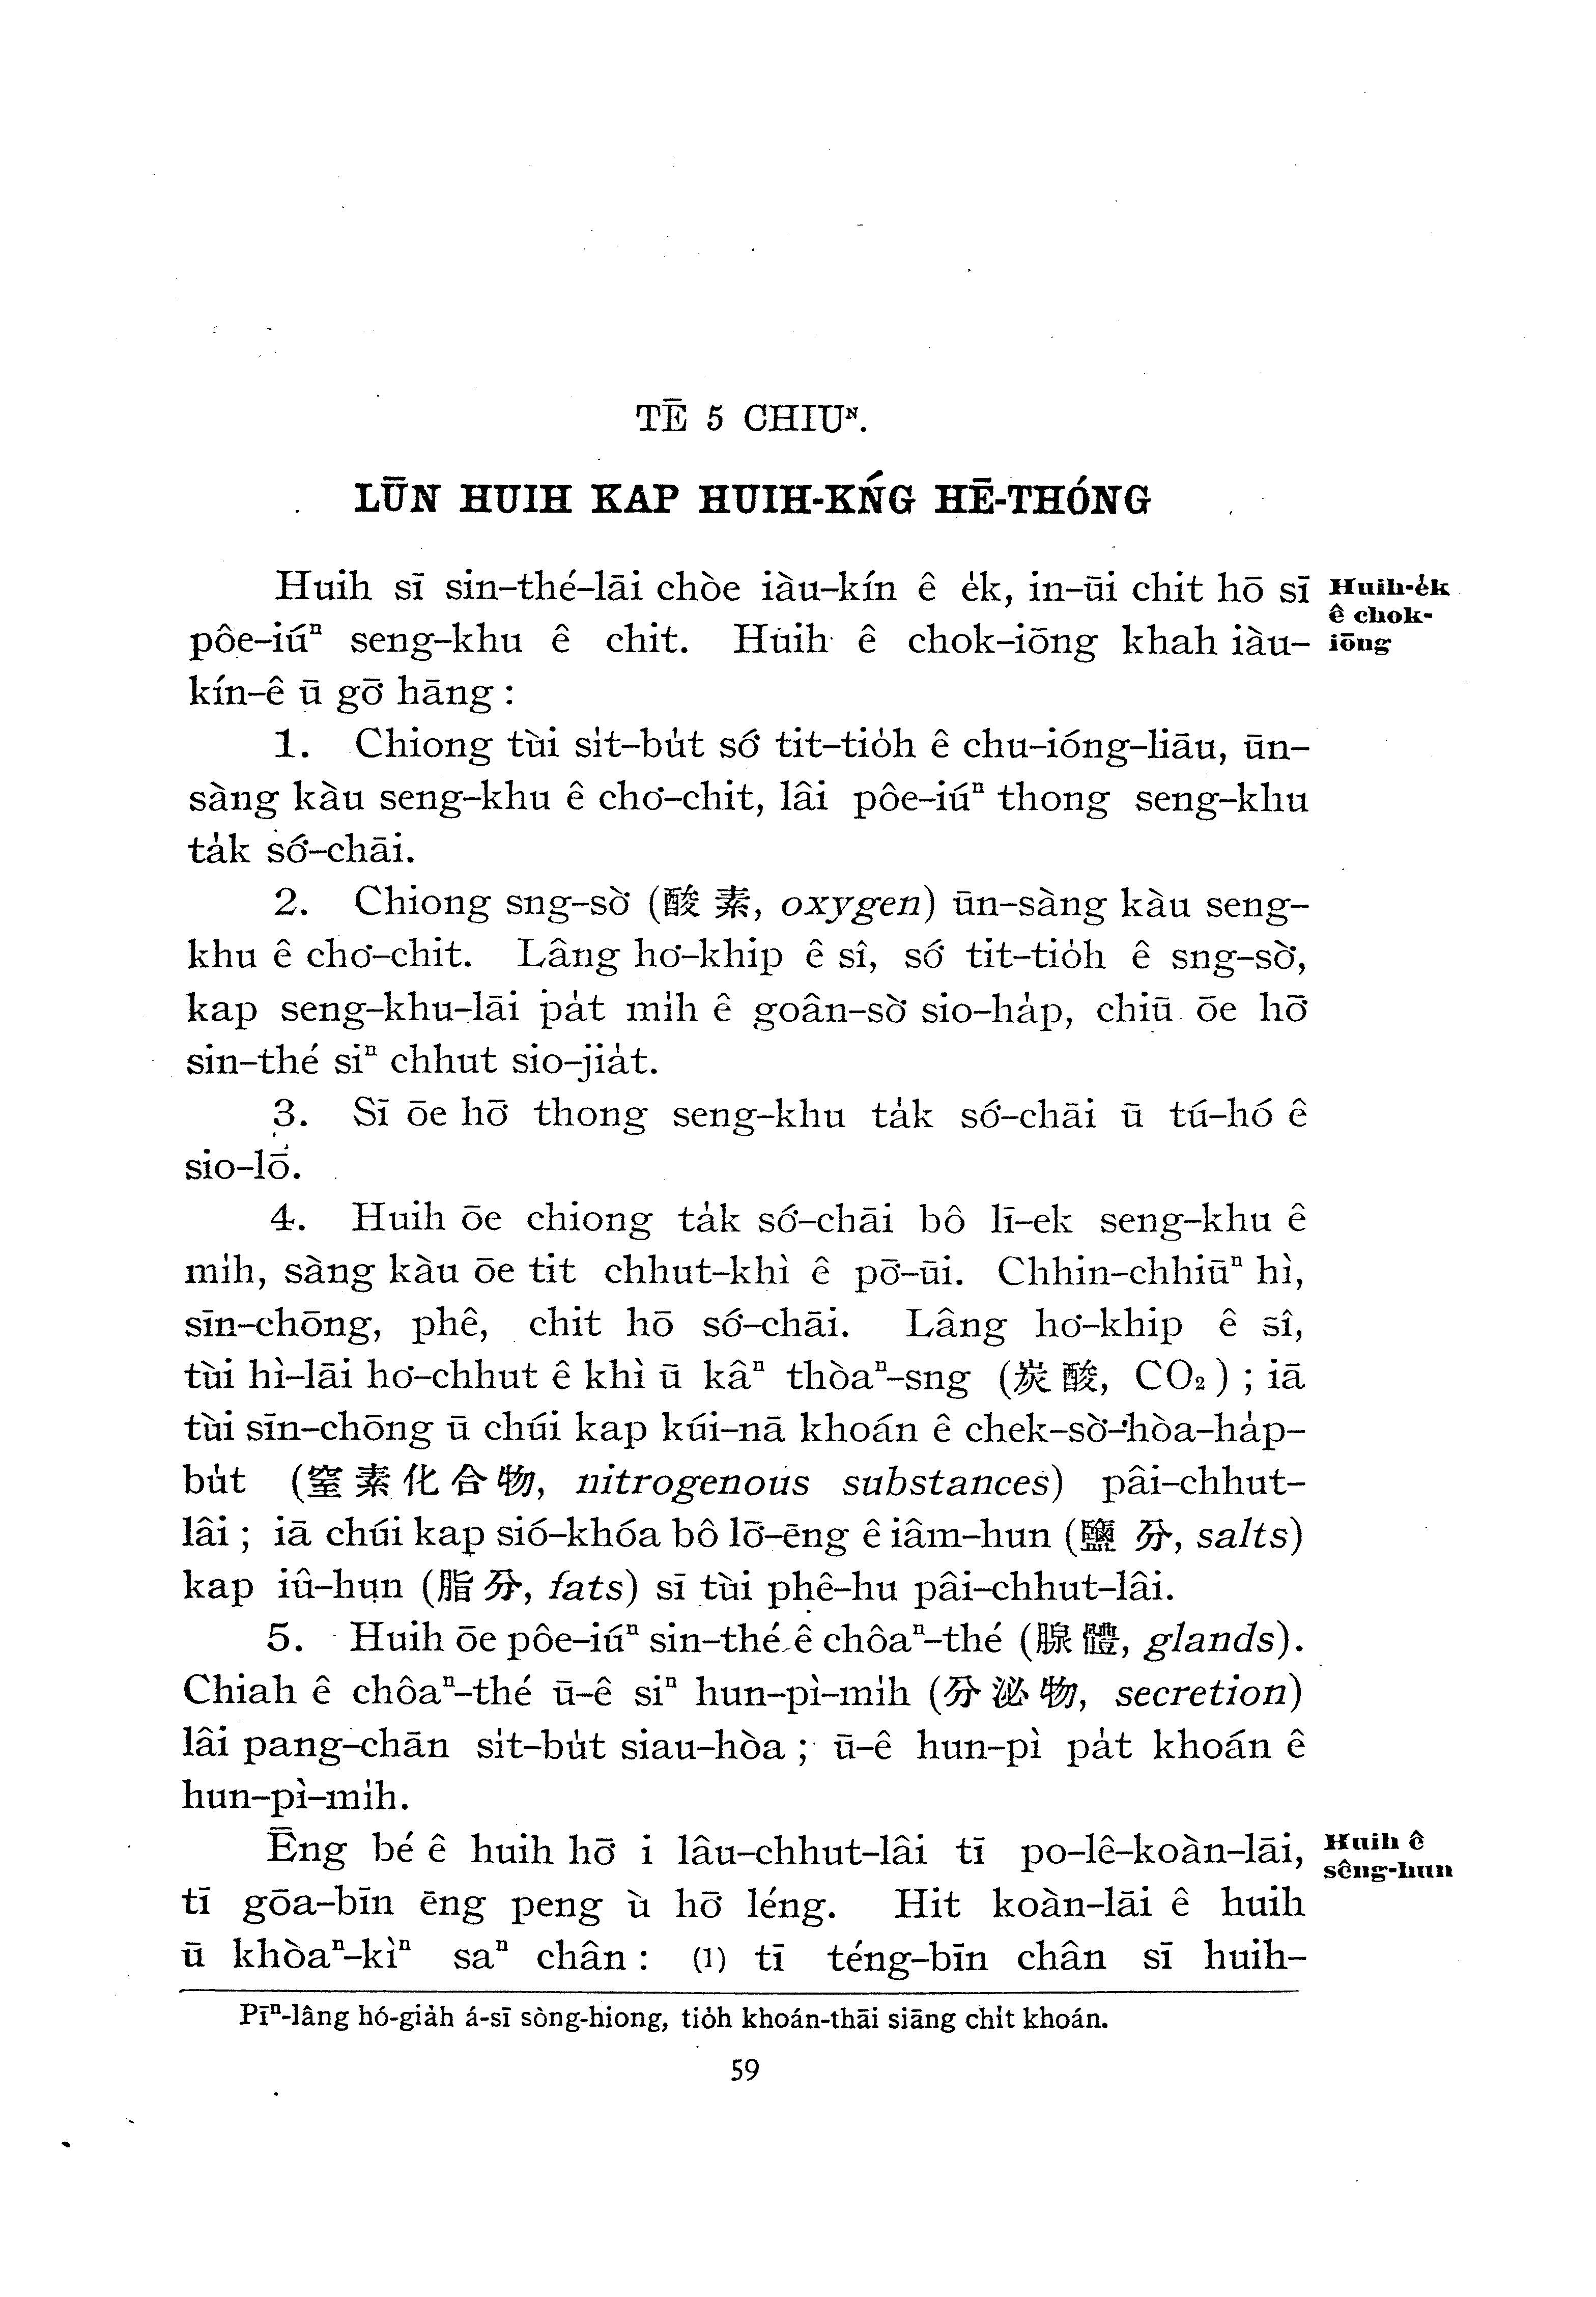 TĒ 5 CHIUᴺ.
LŪN HUIH KAP HUIH-KŃG HĒ-THÓNG
Huih sī sin-thé-lāi chòe iàu-kín ê e̍k, in-ūi chit hō sī
Huih-e̍k
ê chok-
iōng
pôe-iúⁿ seng-khu ê chit. Huih ê chok-iōng khah iàu-
kín-ê ū gō͘ hāng :
1. Chiong tùi si̍t-bu̍t só͘ tit-tio̍h ê chu-ióng-liāu, ūn-
sàng kàu seng-khu ê cho͘-chit, lâi pôe-iúⁿ thong seng-khu
ta̍k só͘-chāi.
2. Chiong sng-sò͘ (酸素, oxygen) ūn-sàng kàu seng-
khu ê cho͘-chit. Lâng ho͘-khip ê sî, só͘ tit-tio̍h ê sng-sò͘,
kap seng-khu-lāi pa̍t mi̍h ê goân-sò͘ sio-ha̍p, chiū ōe hō͘
sin-thé siⁿ chhut sio-jia̍t.
3. Sī ōe hō͘ thong seng-khu ta̍k só͘-chāi ū tú-hó ê
sio-lō.
4. Huih ōe chiong ta̍k só͘-chāi bô lī-ek seng-khu ê
mi̍h, sàng kàu ōe tit chhut-khì ê pō͘-ūi. Chhin-chhiūⁿ hì,
sīn-chōng, phê, chit hō só͘-chāi. Lâng ho͘-khip ê sî,
tùi hì-lāi ho͘-chhut ê khì ū kâⁿ thòaⁿ-sng (炭酸, CO₂) ; iā
tùi sīn-chōng ū chúi kap kúi-nā khoán ê chek-sò͘-hòa-ha̍p-
bu̍t (窒素化合物, nitrogenous substances) pâi-chhut-
lâi ; iā chúi kap sió-khóa bô lō͘-ēng ê iâm-hun (鹽分, salts)
kap iû-hun (脂分, fats) sī tùi phê-hu pâi-chhut-lâi.
5. Huih ōe pôe-iúⁿ sin-thé ê chôaⁿ-thé (腺體, glands).
Chiah ê chôaⁿ-thé ū-ê siⁿ hun-pì-mi̍h (分泌物, secretion)
lâi pang-chān si̍t-bu̍t siau-hòa ; ū-ê hun-pì pa̍t khoán ê
hun-pì-mi̍h.
Ēng bé ê huih hō͘ i lâu-chhut-lâi tī po-lê-koàn-lāi,
Huih ê
sêng-hun
tī gōa-bīn ēng peng ù hō͘ léng. Hit koàn-lāi ê huih
ū khòaⁿ-kìⁿ saⁿ chân : (1) tī téng-bīn chân sī huih-
Pīⁿ-lâng hó-gia̍h á-sī sòng-hiong, tio̍h khoán-thāi siāng chi̍t khoán.
59